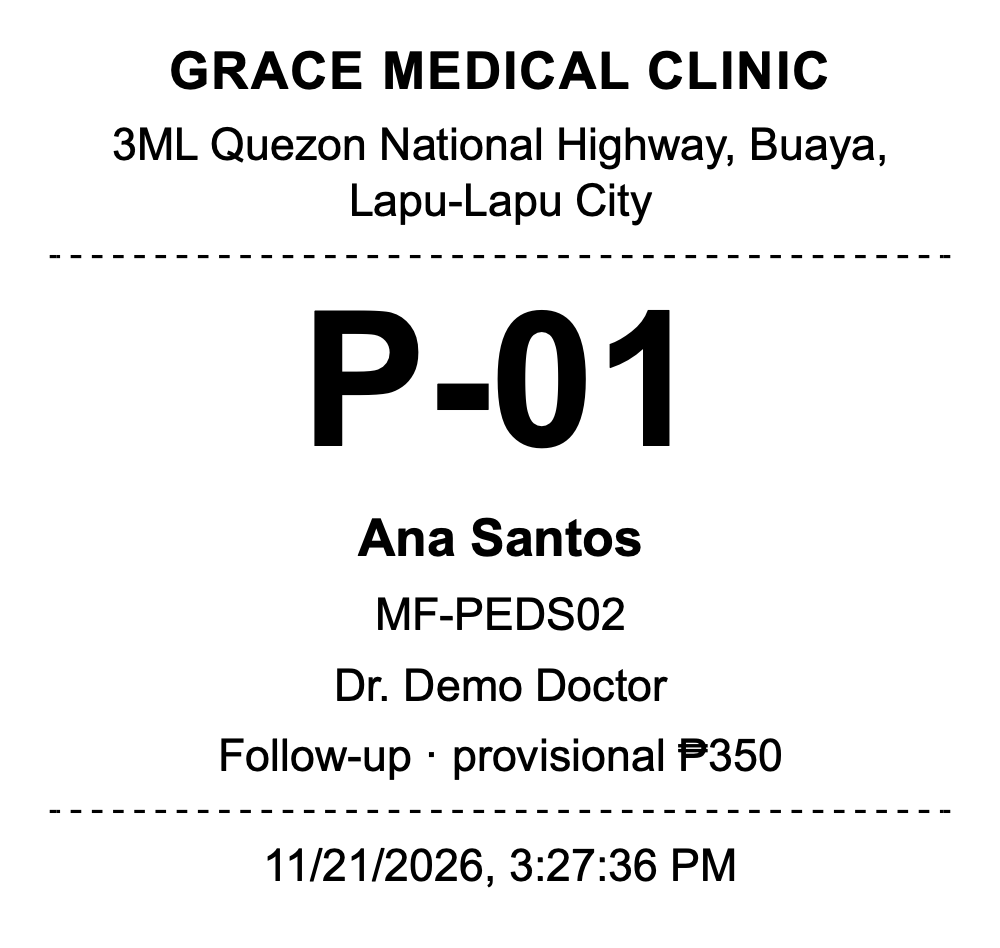 GRACE MEDICAL CLINIC
3ML Quezon National Highway, Buaya,
Lapu-Lapu City
P-01
Ana Santos
MF-PEDS02
Dr. Demo Doctor
Follow-up · provisional ₱350
11/21/2026, 3:27:36 PM